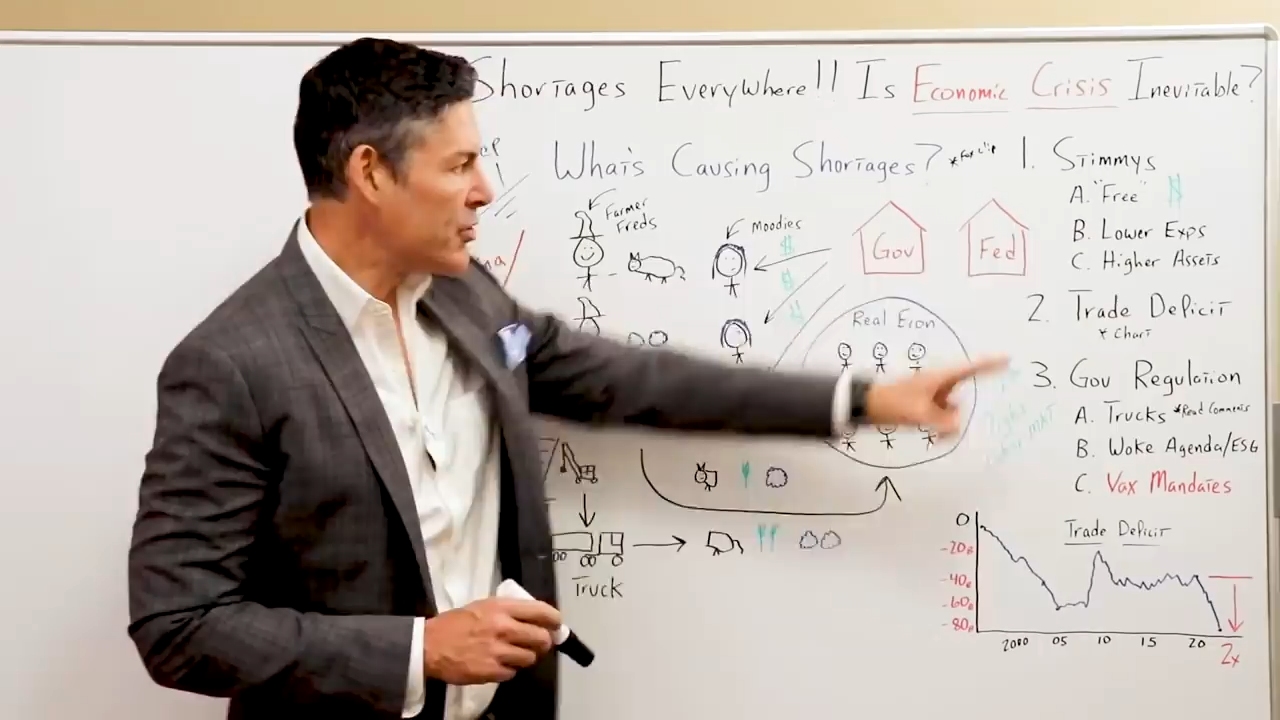 Shortages Everywhere!! Is Economic Crisis Inevitable?
What's Causing Shortages? *For clip
Farmer
Freds
Moodies
$
$
Gov
Fed
Real Econ
Truck
1. Stimmys
A. "Free" $
B. Lower Exps
C. Higher Assets
2. Trade Deficit
* Chart
3. Gov Regulation
A. Trucks *Read Comments
B. Woke Agenda/ESG
C. Vax Mandates
Trade Deficit
0
-20B
-40B
-60B
-80B
2000 05 10 15 20
2x